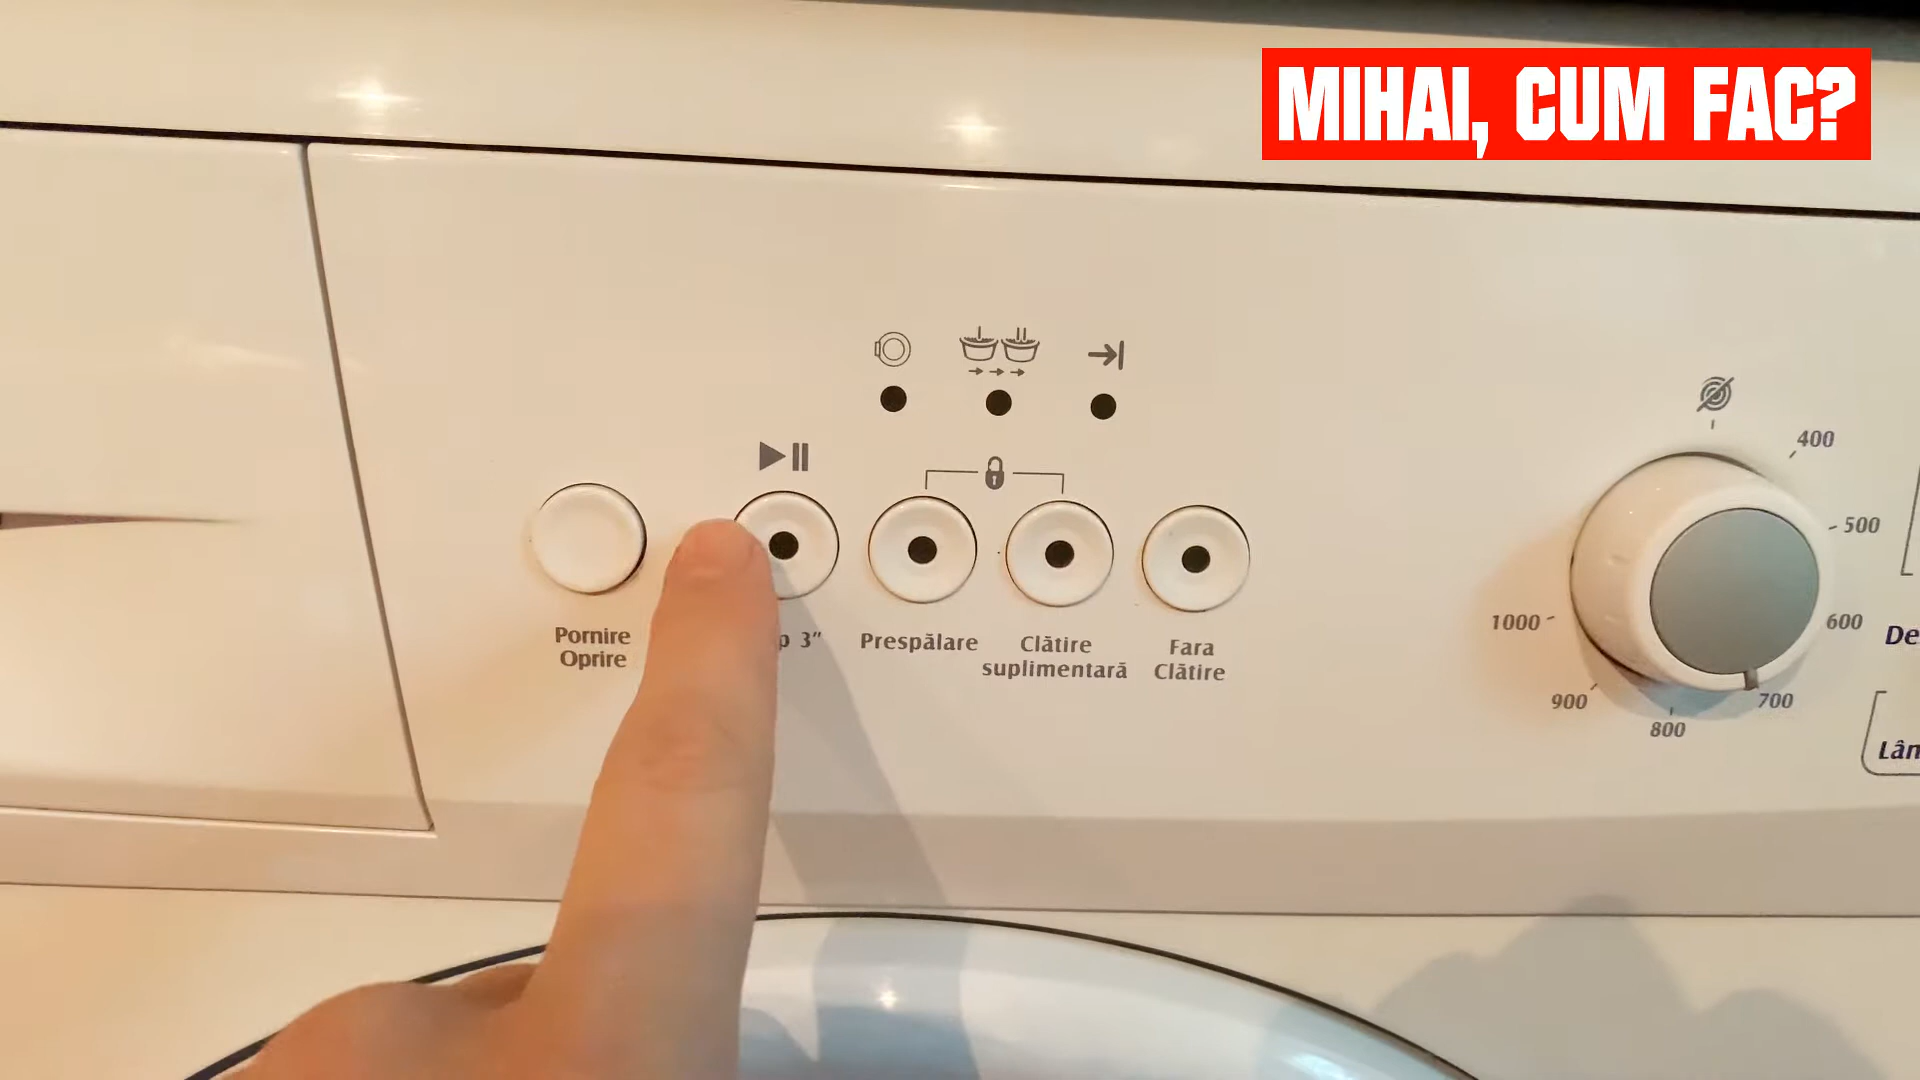 MIHAI, CUM FAC?
400
500
600
700
800
900
1000
Pornire
Oprire
3"
Prespălare
Clătire
suplimentară
Fara
Clătire